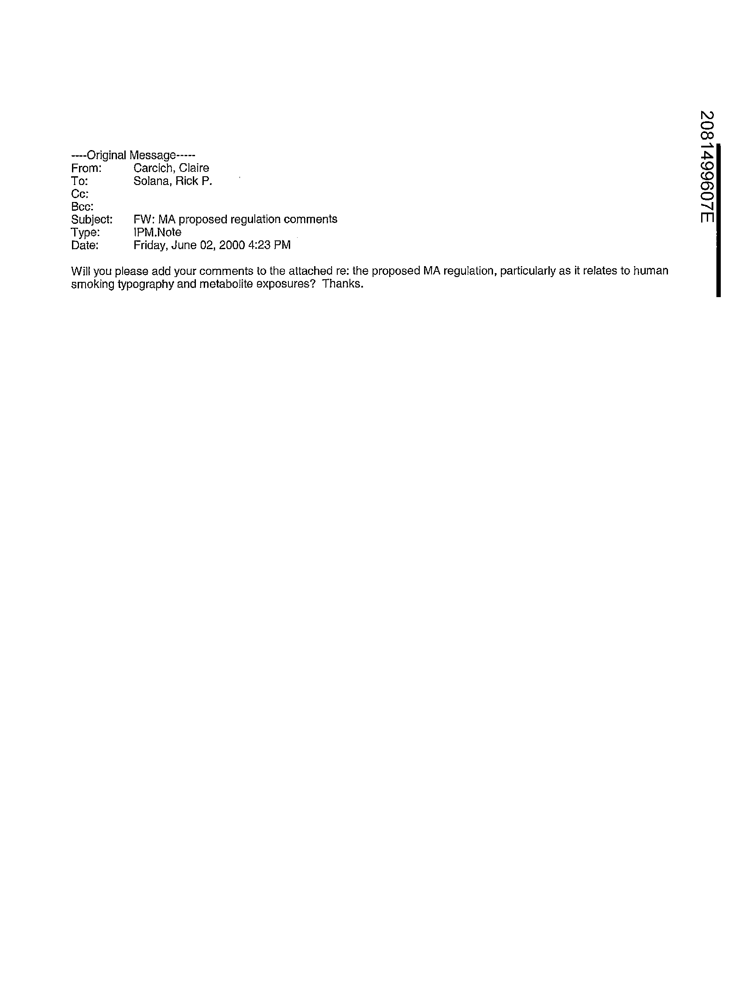 ----Original Message-----
From: Carcich, Claire
To: Solana, Rick P.
Cc:
Bcc:
Subject: FW: MA proposed regulation comments
Type: IPM.Note
Date: Friday, June 02, 2000 4:23 PM
Will you please add your comments to the attached re: the proposed MA regulation, particularly as it relates to human
smoking typography and metabolite exposures? Thanks.
2081499607E